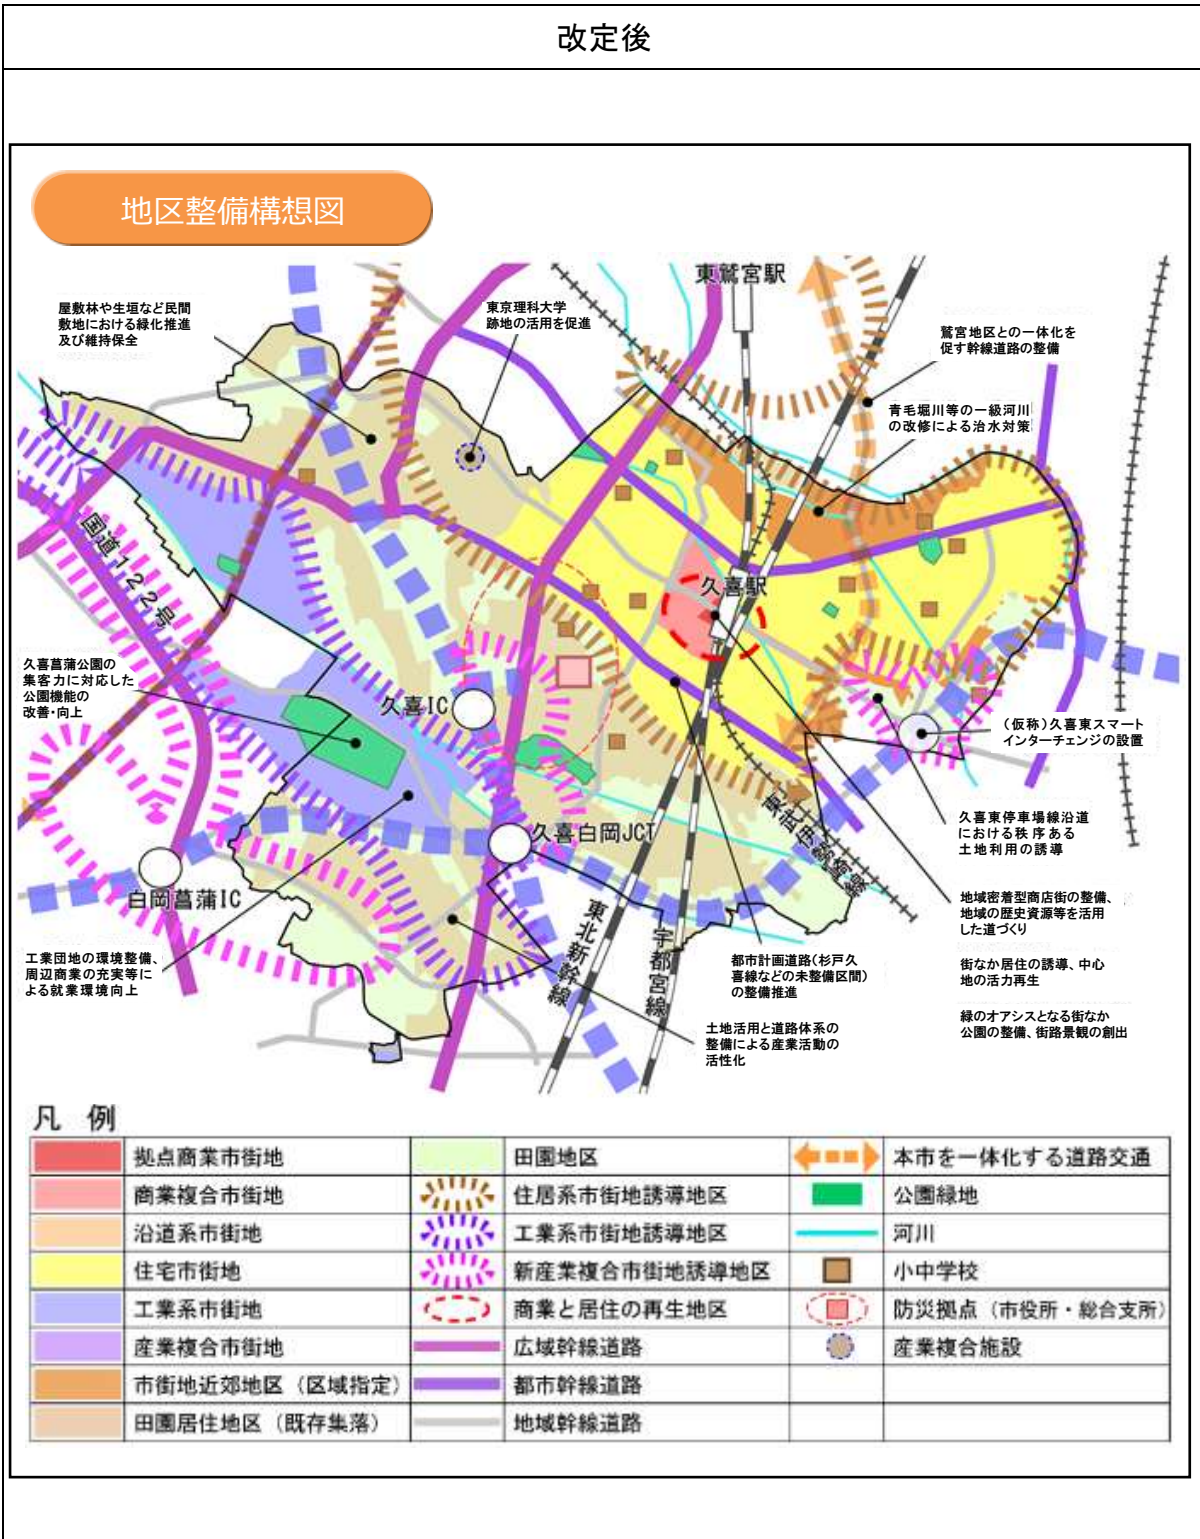 改定後
地区整備構想図
東鷲宮駅
屋敷林や生垣など民間
敷地における緑化推進
及び維持保全
東京理科大学
跡地の活用を促進
鷲宮地区との一体化を
促す幹線道路の整備
青毛堀川等の一級河川
の改修による治水対策
国道122号
久喜駅
久喜菖蒲公園の
集客力に対応した
公園機能の
改善・向上
久喜IC
(仮称)久喜東スマート
インターチェンジの設置
久喜東停車場線沿道
における秩序ある
土地利用の誘導
久喜白岡JCT
東武伊勢崎線
白岡菖蒲IC
地域密着型商店街の整備、
地域の歴史資源等を活用
した道づくり
東北新幹線
宇都宮線
工業団地の環境整備、
周辺商業の充実等に
よる就業環境向上
都市計画道路(杉戸久
喜線などの未整備区間)
の整備推進
街なか居住の誘導、中心
地の活力再生
緑のオアシスとなる街なか
公園の整備、街路景観の創出
土地活用と道路体系の
整備による産業活動の
活性化
凡 例
拠点商業市街地 田園地区 本市を一体化する道路交通
商業複合市街地 住居系市街地誘導地区 公園緑地
沿道系市街地 工業系市街地誘導地区 河川
住宅市街地 新産業複合市街地誘導地区 小中学校
工業系市街地 商業と居住の再生地区 防災拠点(市役所・総合支所)
産業複合市街地 広域幹線道路 産業複合施設
市街地近郊地区(区域指定) 都市幹線道路
田園居住地区(既存集落) 地域幹線道路